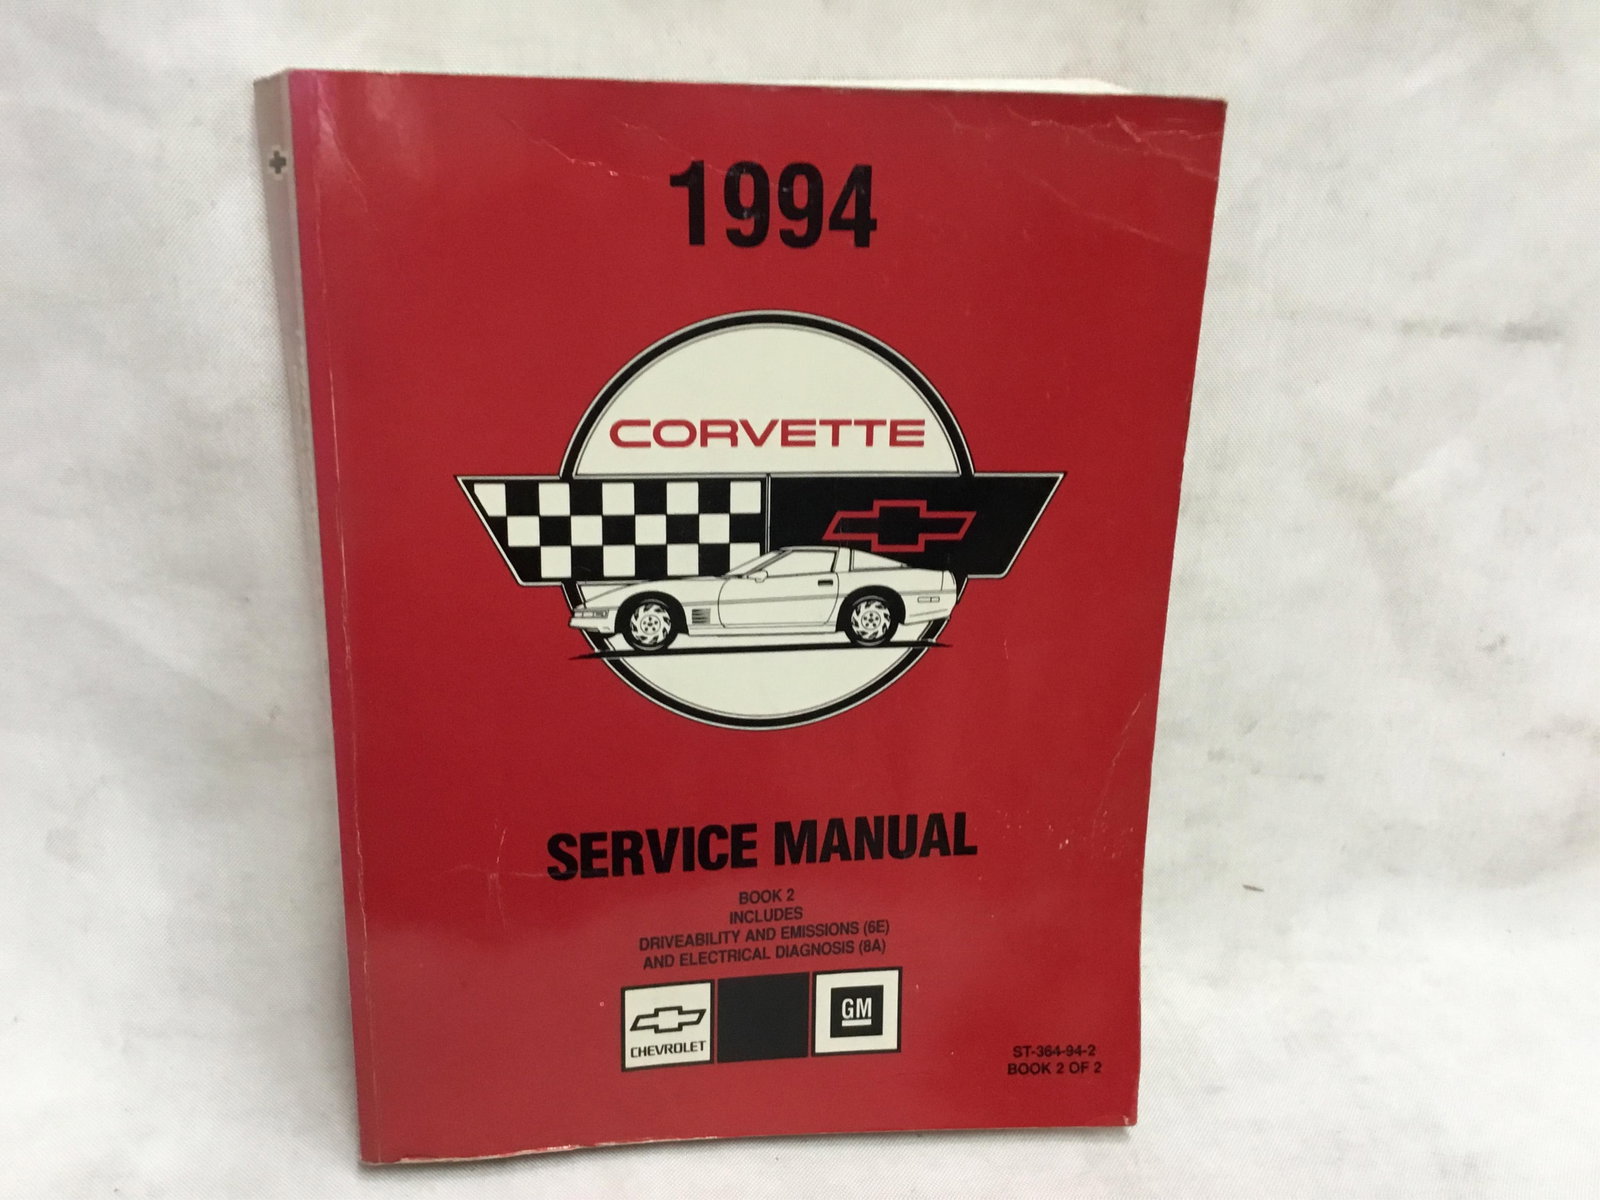 1994
CORVETTE
SERVICE MANUAL
BOOK 2
INCLUDES
DRIVEABILITY AND EMISSIONS (6E)
AND ELECTRICAL DIAGNOSIS (8A)
CHEVROLET
GM
ST-364-94-2
BOOK 2 OF 2